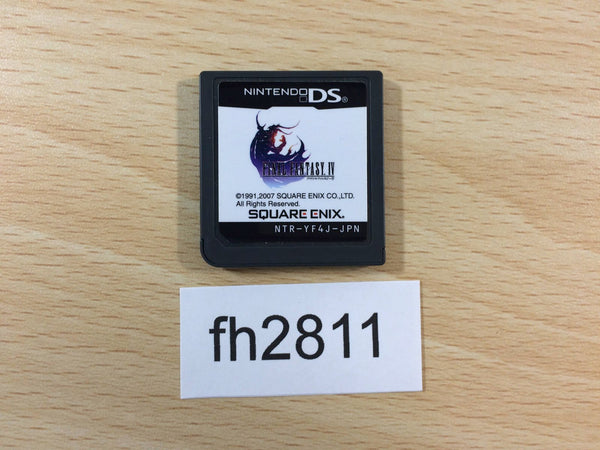 NINTENDO DS
FINAL FANTASY IV
©1991,2007 SQUARE ENIX CO.,LTD.
All Rights Reserved.
SQUARE ENIX.
NTR-YF4J-JPN
fh2811